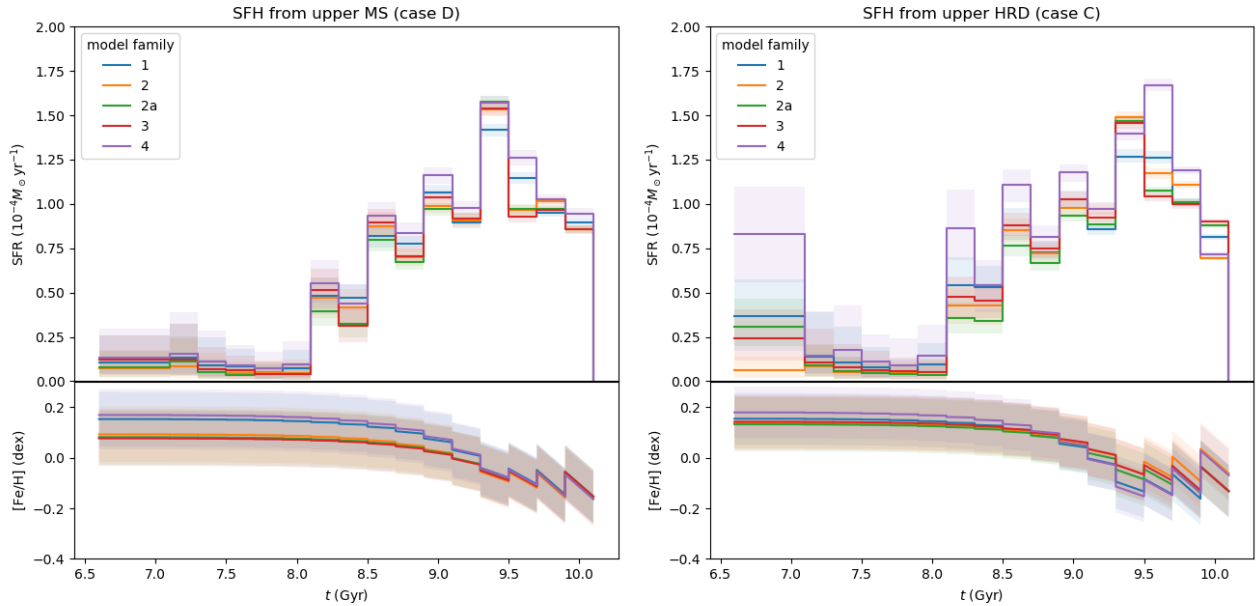 SFH from upper MS (case D)
model family
1
2
2a
3
4
SFR (10⁻⁴M⊙ yr⁻¹)
2.00
1.75
1.50
1.25
1.00
0.75
0.50
0.25
0.00
[Fe/H] (dex)
0.2
0.0
−0.2
−0.4
6.5 7.0 7.5 8.0 8.5 9.0 9.5 10.0
t (Gyr)
SFH from upper HRD (case C)
model family
1
2
2a
3
4
SFR (10⁻⁴M⊙ yr⁻¹)
2.00
1.75
1.50
1.25
1.00
0.75
0.50
0.25
0.00
[Fe/H] (dex)
0.2
0.0
−0.2
−0.4
6.5 7.0 7.5 8.0 8.5 9.0 9.5 10.0
t (Gyr)